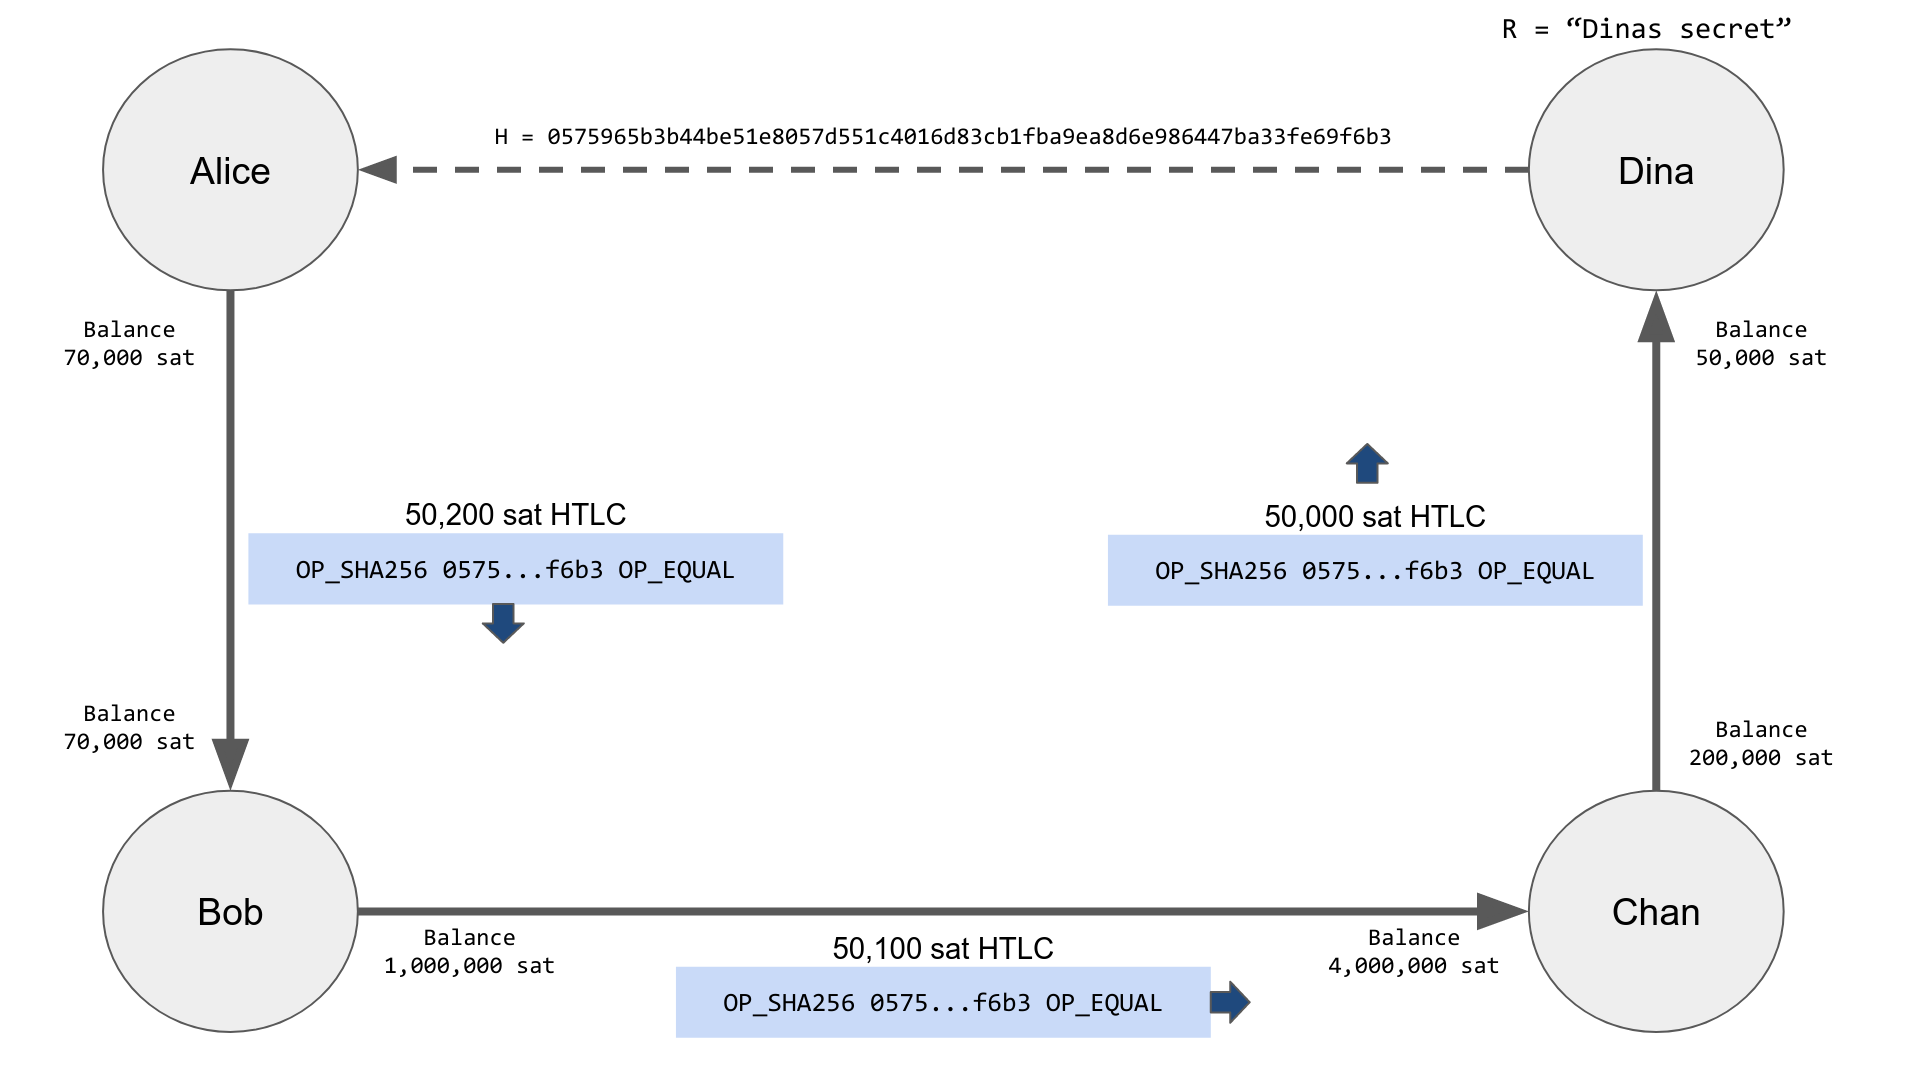 R = “Dinas secret”
H = 0575965b3b44be51e8057d551c4016d83cb1fba9ea8d6e986447ba33fe69f6b3
Alice
Dina
Balance
70,000 sat
Balance
50,000 sat
50,200 sat HTLC
OP_SHA256 0575...f6b3 OP_EQUAL
50,000 sat HTLC
OP_SHA256 0575...f6b3 OP_EQUAL
Balance
70,000 sat
Balance
200,000 sat
Bob
Chan
Balance
1,000,000 sat
50,100 sat HTLC
OP_SHA256 0575...f6b3 OP_EQUAL
Balance
4,000,000 sat